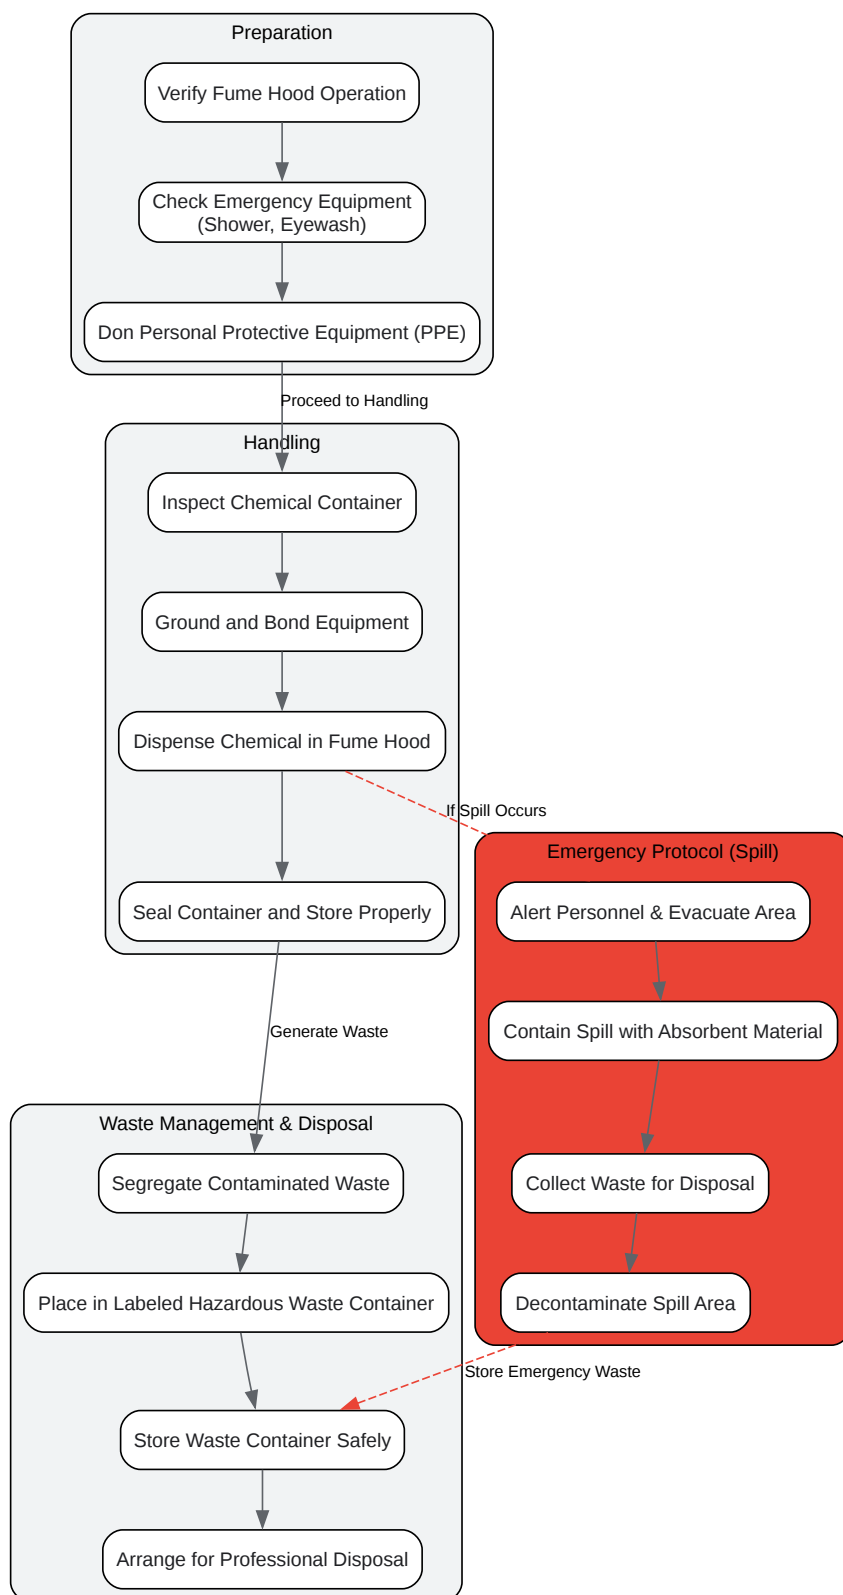 Preparation
Verify Fume Hood Operation
Check Emergency Equipment
(Shower, Eyewash)
Don Personal Protective Equipment (PPE)
Proceed to Handling
Handling
Inspect Chemical Container
Ground and Bond Equipment
Dispense Chemical in Fume Hood
If Spill Occurs
Seal Container and Store Properly
Emergency Protocol (Spill)
Alert Personnel & Evacuate Area
Contain Spill with Absorbent Material
Collect Waste for Disposal
Decontaminate Spill Area
Generate Waste
Waste Management & Disposal
Segregate Contaminated Waste
Place in Labeled Hazardous Waste Container
Store Emergency Waste
Store Waste Container Safely
Arrange for Professional Disposal